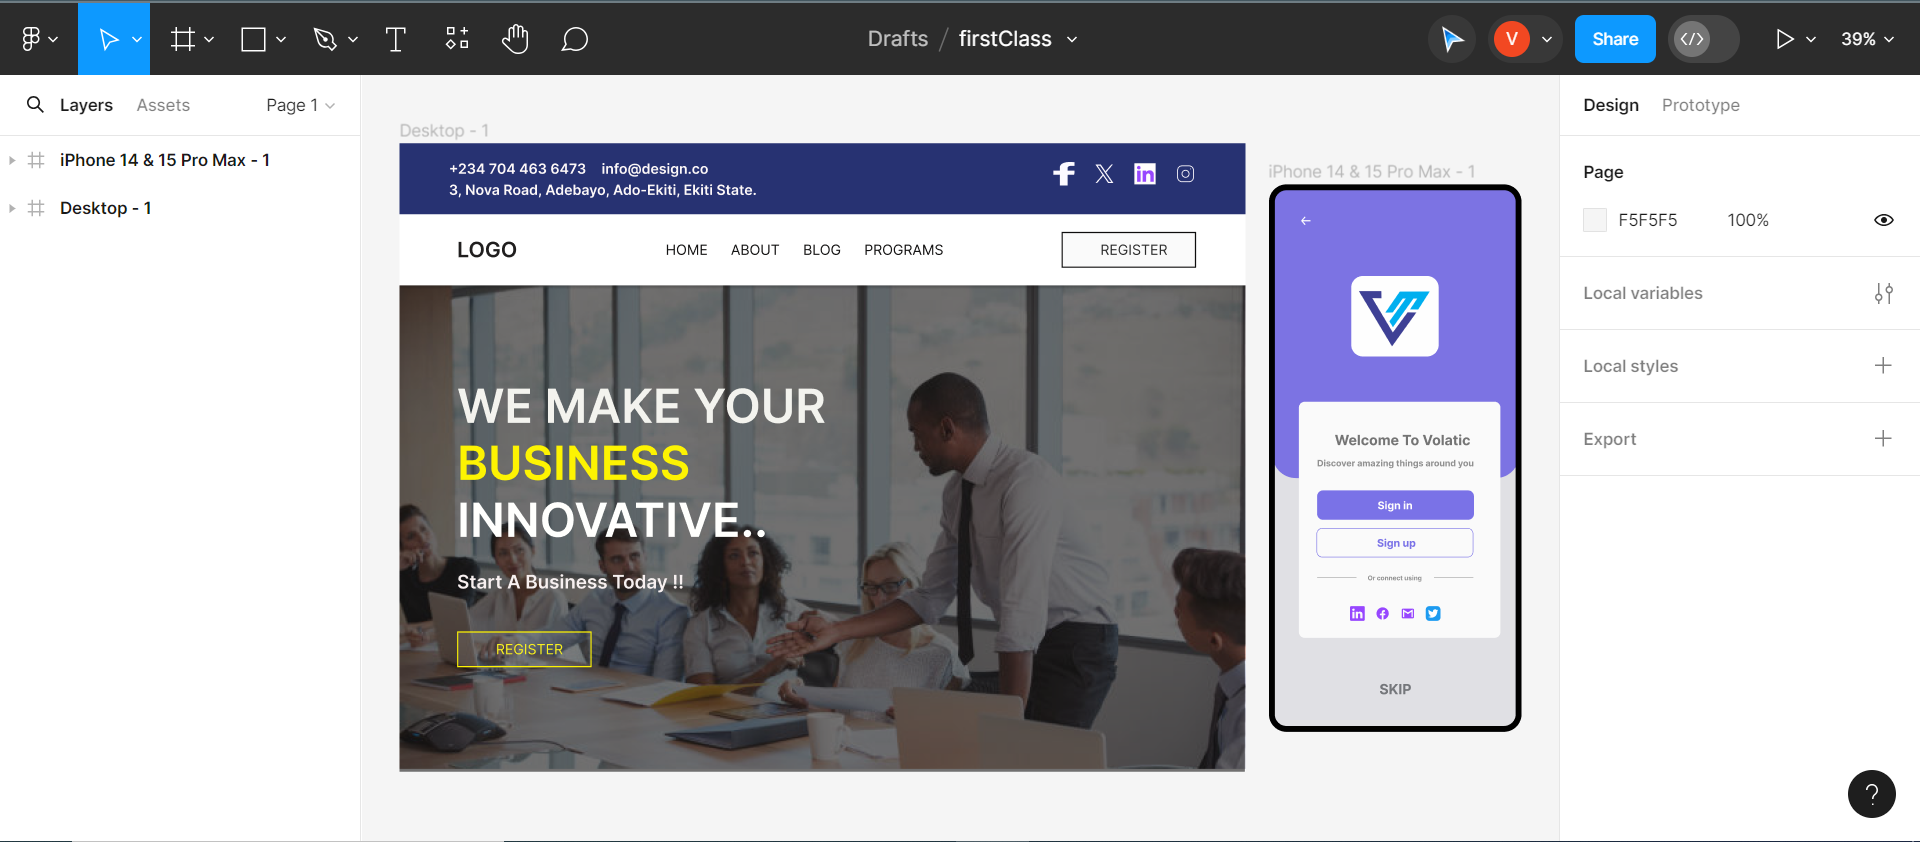 Drafts / firstClass
V
Share
39%
Layers
Assets
Page 1
iPhone 14 & 15 Pro Max - 1
Desktop - 1
Desktop - 1
+234 704 463 6473 info@design.co
3, Nova Road, Adebayo, Ado-Ekiti, Ekiti State.
LOGO
HOME
ABOUT
BLOG
PROGRAMS
REGISTER
WE MAKE YOUR
BUSINESS
INNOVATIVE..
Start A Business Today !!
REGISTER
iPhone 14 & 15 Pro Max - 1
Welcome To Volatic
Discover amazing things around you
Sign in
Sign up
Or connect using
SKIP
Design
Prototype
Page
F5F5F5
100%
Local variables
Local styles
Export
?